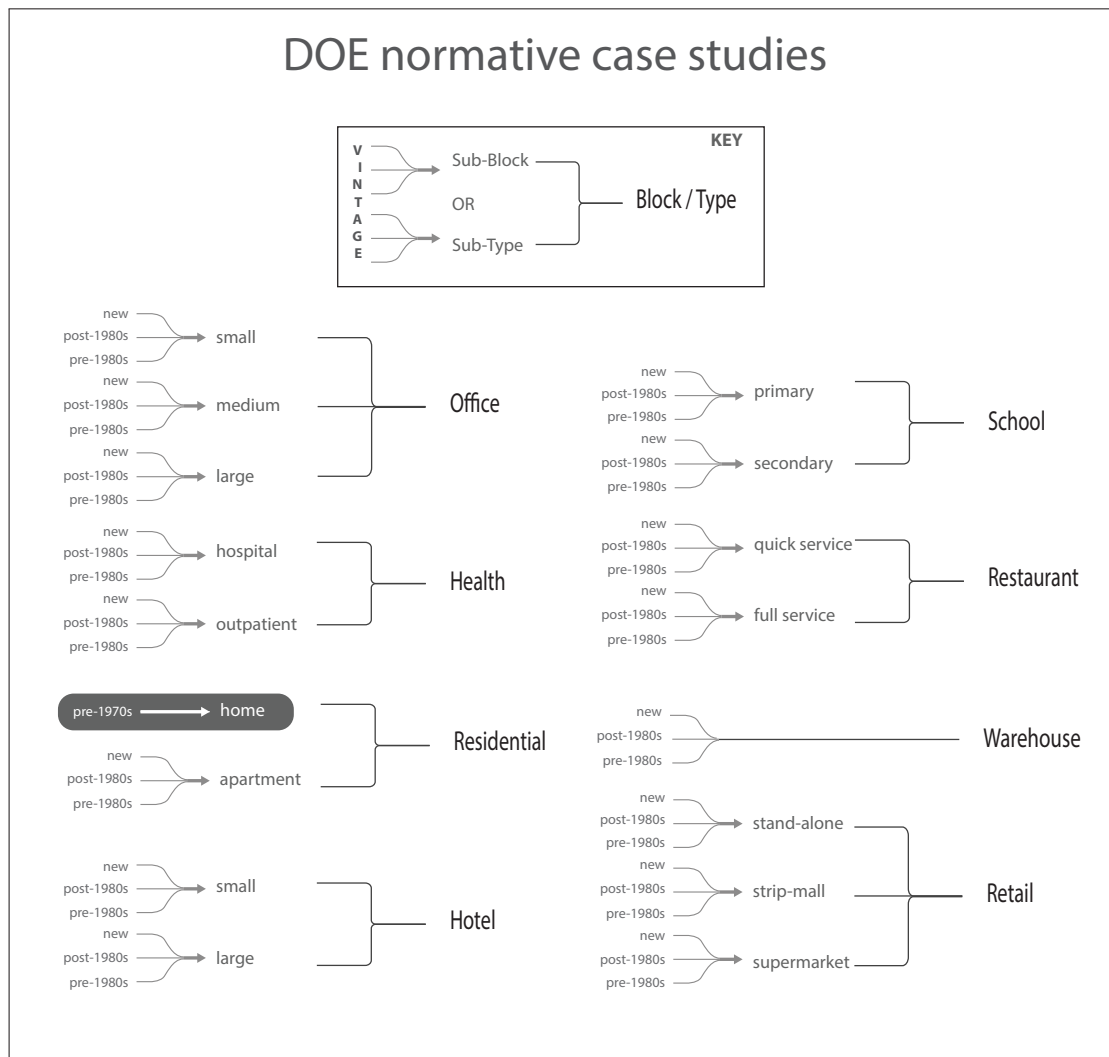 DOE normative case studies
KEY
VINTAGE
Sub-Block
OR
Sub-Type
Block / Type
new
post-1980s
pre-1980s
small
new
post-1980s
pre-1980s
medium
new
post-1980s
pre-1980s
large
Office
new
post-1980s
pre-1980s
hospital
new
post-1980s
pre-1980s
outpatient
Health
pre-1970s
home
new
post-1980s
pre-1980s
apartment
Residential
new
post-1980s
pre-1980s
small
new
post-1980s
pre-1980s
large
Hotel
new
post-1980s
pre-1980s
primary
new
post-1980s
pre-1980s
secondary
School
new
post-1980s
pre-1980s
quick service
new
post-1980s
pre-1980s
full service
Restaurant
new
post-1980s
pre-1980s
Warehouse
new
post-1980s
pre-1980s
stand-alone
new
post-1980s
pre-1980s
strip-mall
new
post-1980s
pre-1980s
supermarket
Retail